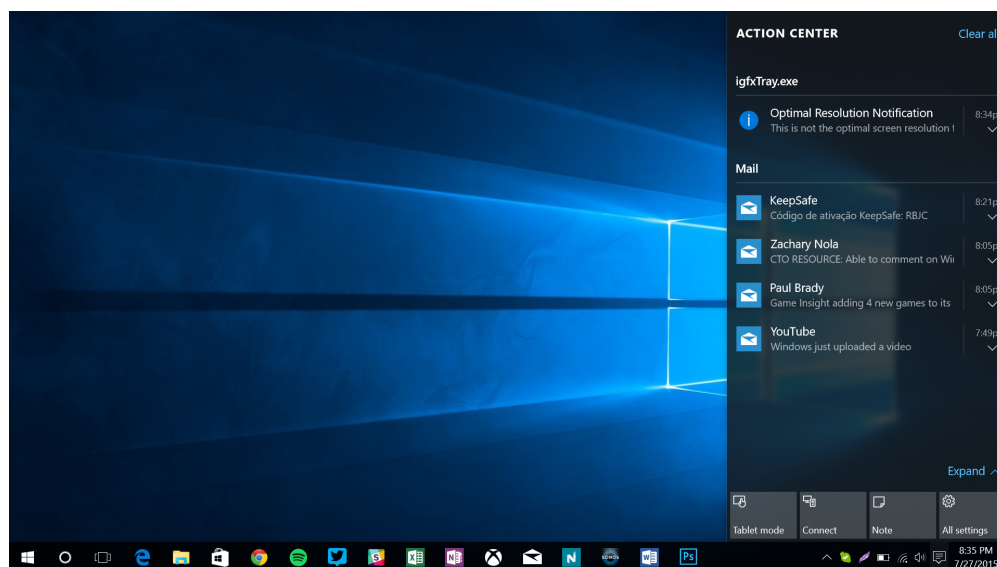 ACTION CENTER
Clear al
igfxTray.exe
Optimal Resolution Notification
8:34p
This is not the optimal screen resolution f
Mail
KeepSafe
8:21p
Código de ativação KeepSafe: RBJC
Zachary Nola
8:05p
CTO RESOURCE: Able to comment on Wi
Paul Brady
8:05p
Game Insight adding 4 new games to its
YouTube
7:49p
Windows just uploaded a video
Expand
Tablet mode
Connect
Note
All settings
SONOS
Ps
8:35 PM
7/27/2015